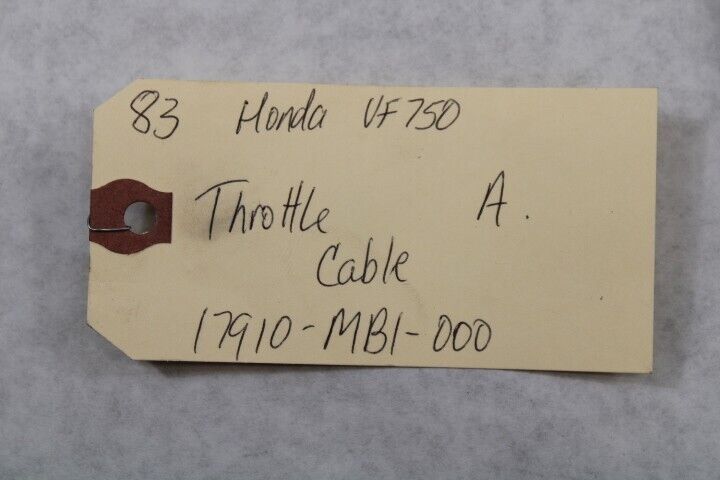 83 Honda VF750
Throttle A.
Cable
17910-MB1-000